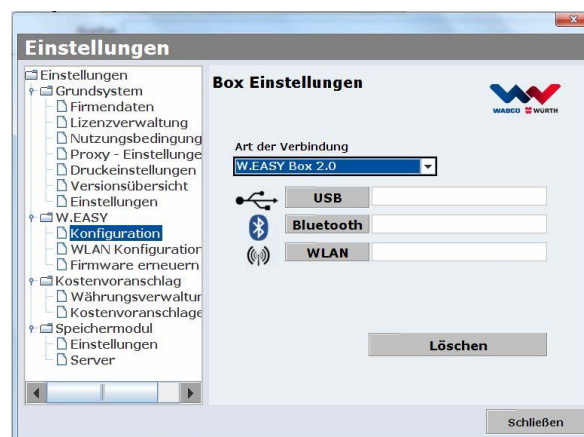 Einstellungen
Einstellungen
Grundsystem
Firmendaten
Lizenzverwaltung
Nutzungsbedingung
Proxy - Einstellunge
Druckeinstellungen
Versionsübersicht
Einstellungen
W.EASY
Konfiguration
WLAN Konfiguration
Firmware erneuern
Kostenvoranschlag
Währungsverwaltur
Kostenvoranschlage
Speichermodul
Einstellungen
Server
Box Einstellungen
WABCO WÜRTH
Art der Verbindung
W.EASY Box 2.0
USB
Bluetooth
WLAN
Löschen
Schließen